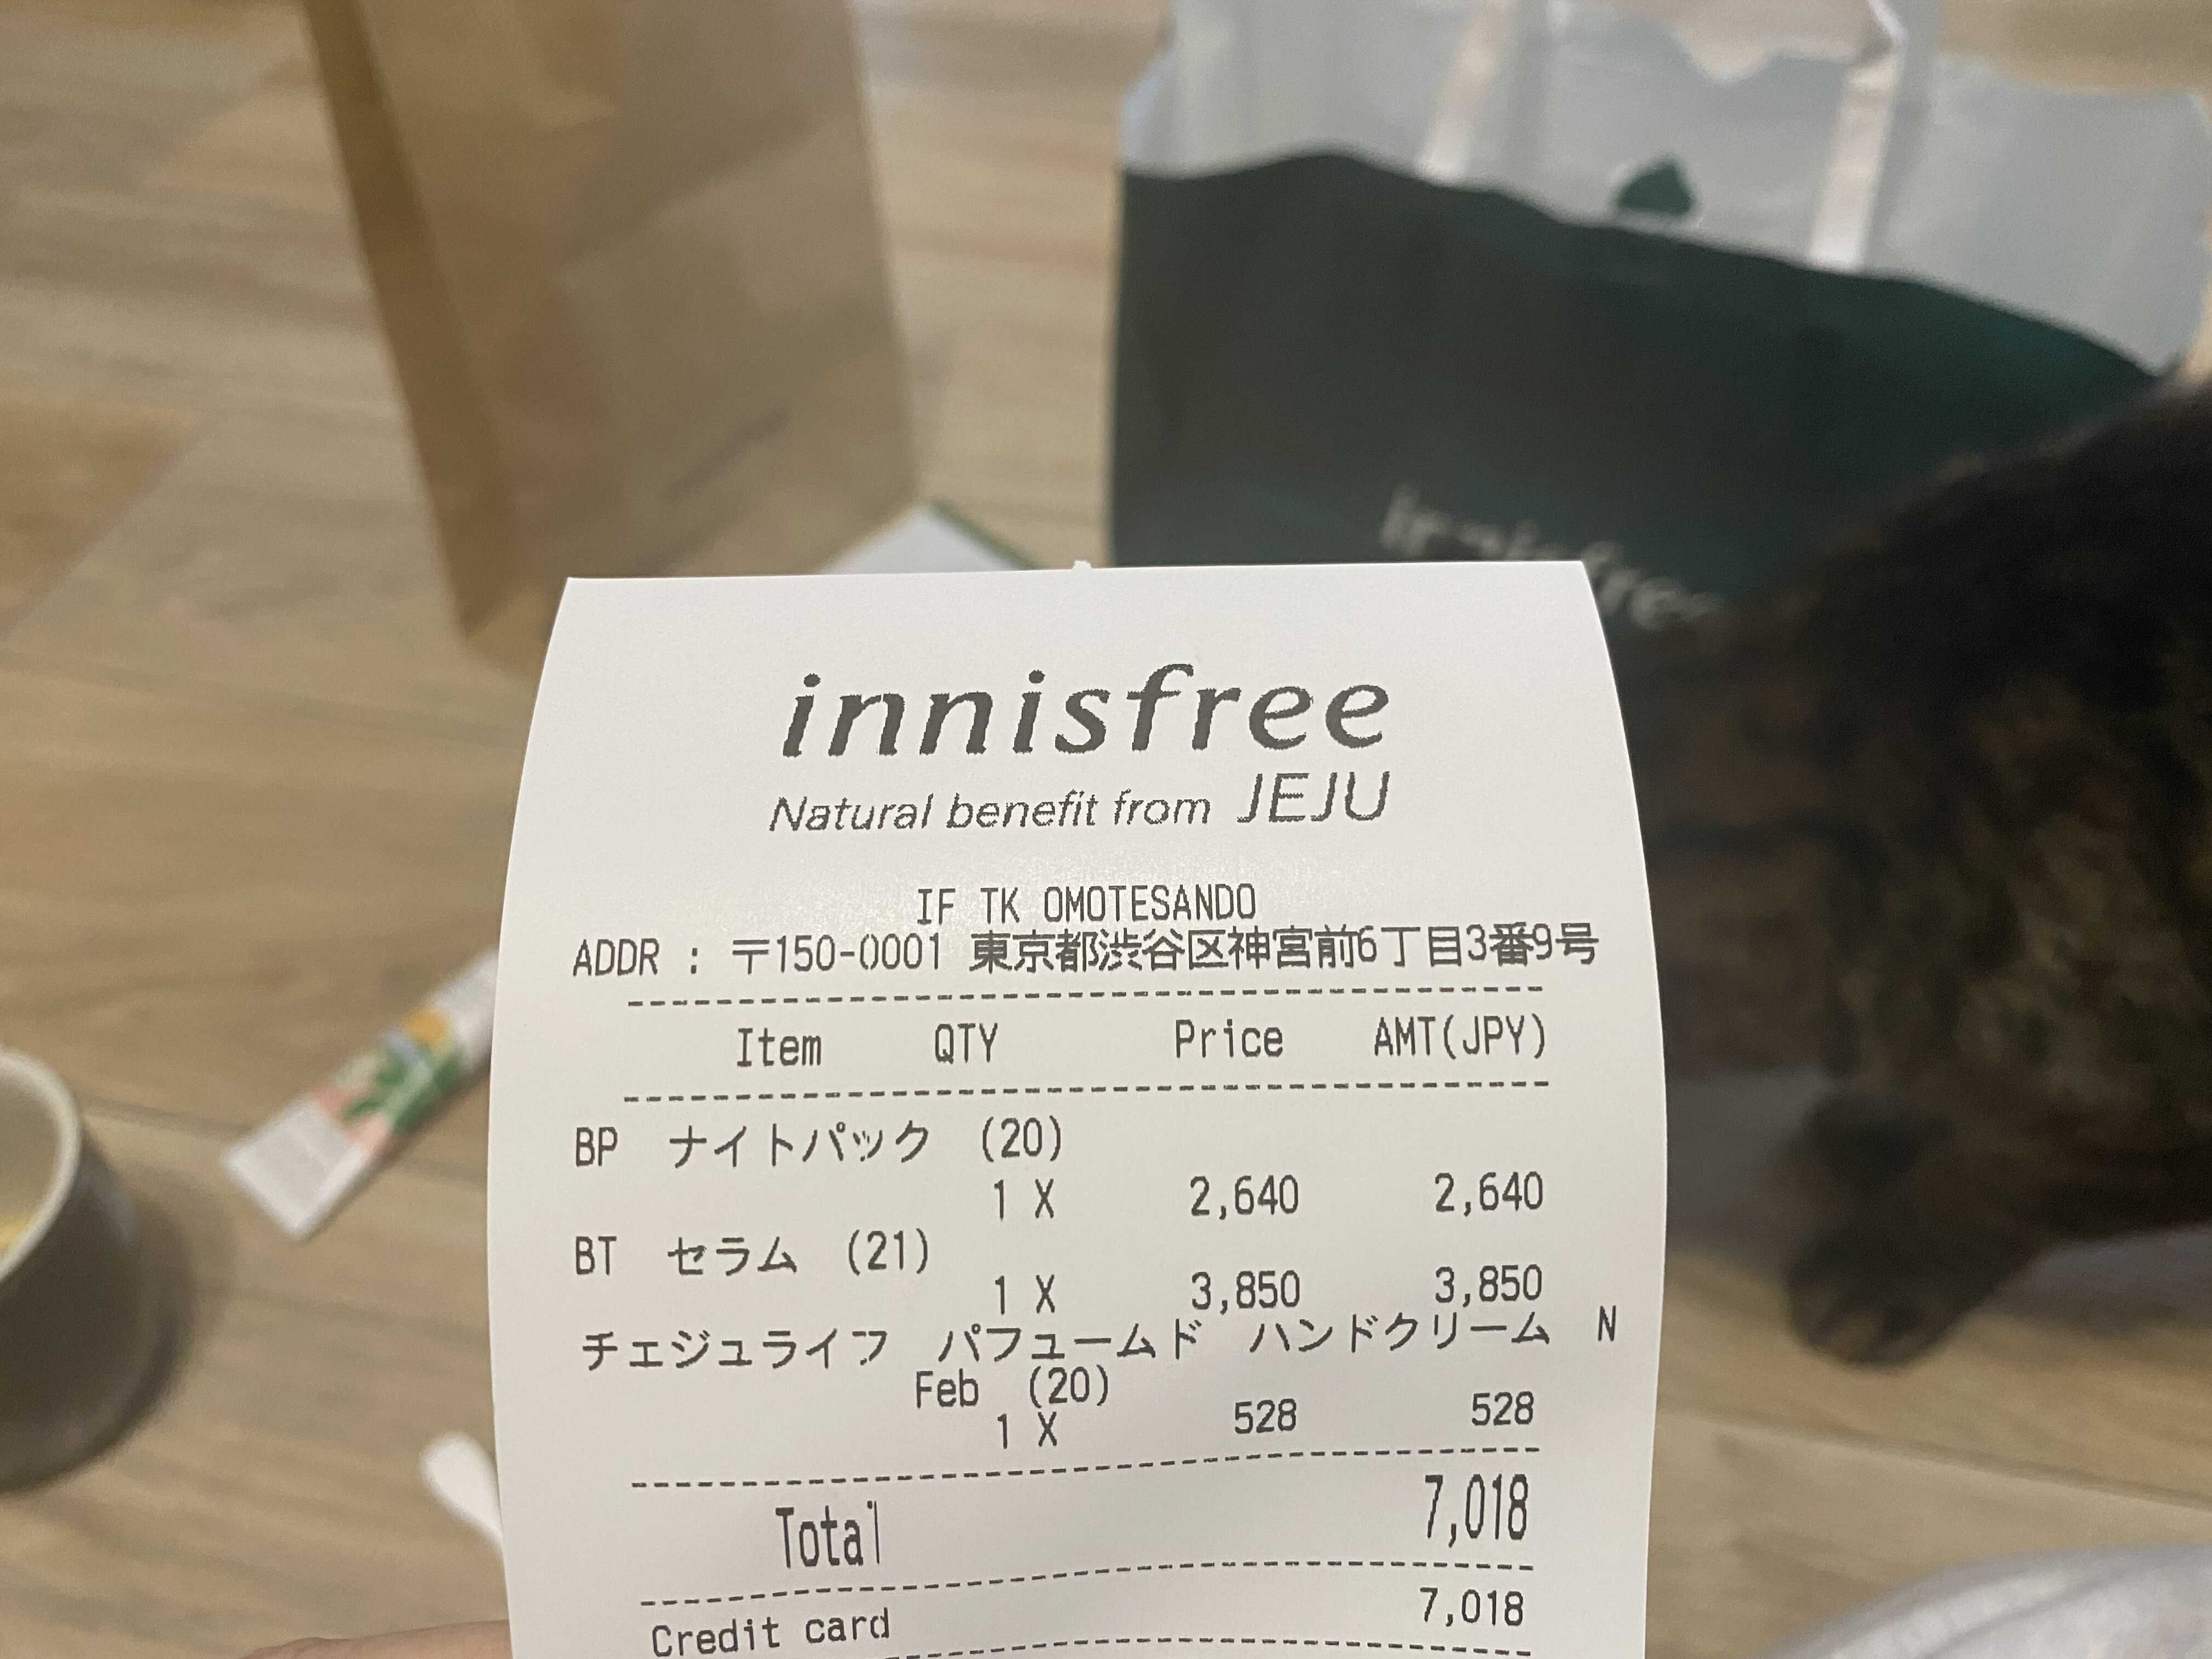 innisfree
innisfree
Natural benefit from JEJU
IF TK OMOTESANDO
ADDR : 〒150-0001 東京都渋谷区神宮前6丁目3番9号
Item QTY Price AMT(JPY)
BP ナイトパック (20)
1 X 2,640 2,640
BT セラム (21)
1 X 3,850 3,850
チェジュライフ パフュームド ハンドクリーム N
Feb (20)
1 X 528 528
Total 7,018
Credit card 7,018